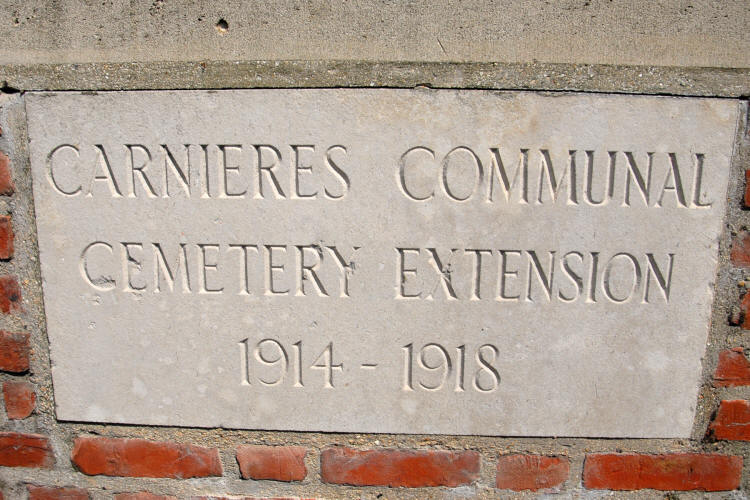 CARNIERES COMMUNAL
CEMETERY EXTENSION
1914 - 1918